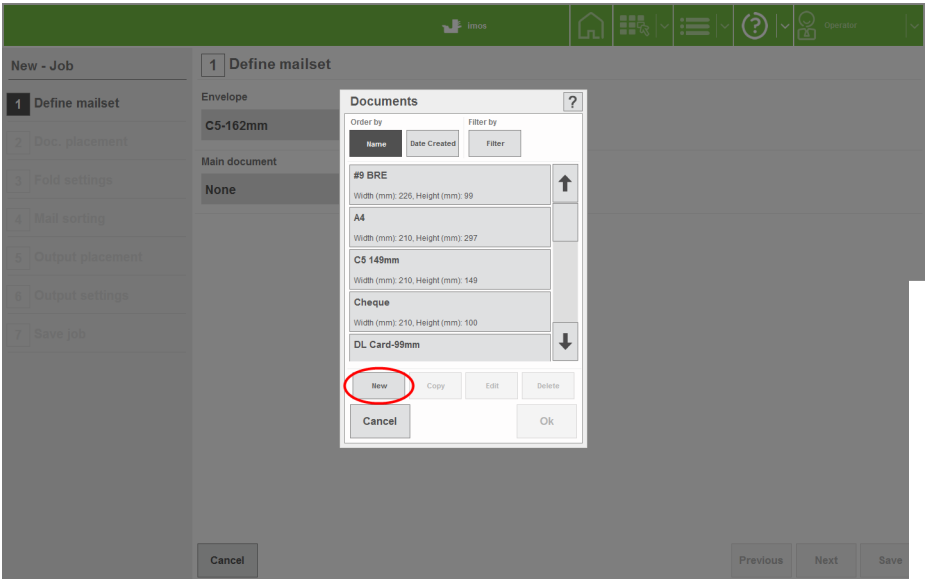 Imos
Operator
New - Job
1 Define mailset
2 Doc. placement
3 Fold settings
4 Mail sorting
5 Output placement
6 Output settings
7 Save job
1 Define mailset
Envelope
C5-162mm
Main document
None
Documents
?
Order by
Filter by
Name
Date Created
Filter
#9 BRE
Width (mm): 226, Height (mm): 99
A4
Width (mm): 210, Height (mm): 297
C5 149mm
Width (mm): 210, Height (mm): 149
Cheque
Width (mm): 210, Height (mm): 100
DL Card-99mm
New
Copy
Edit
Delete
Cancel
Ok
Cancel
Previous
Next
Save